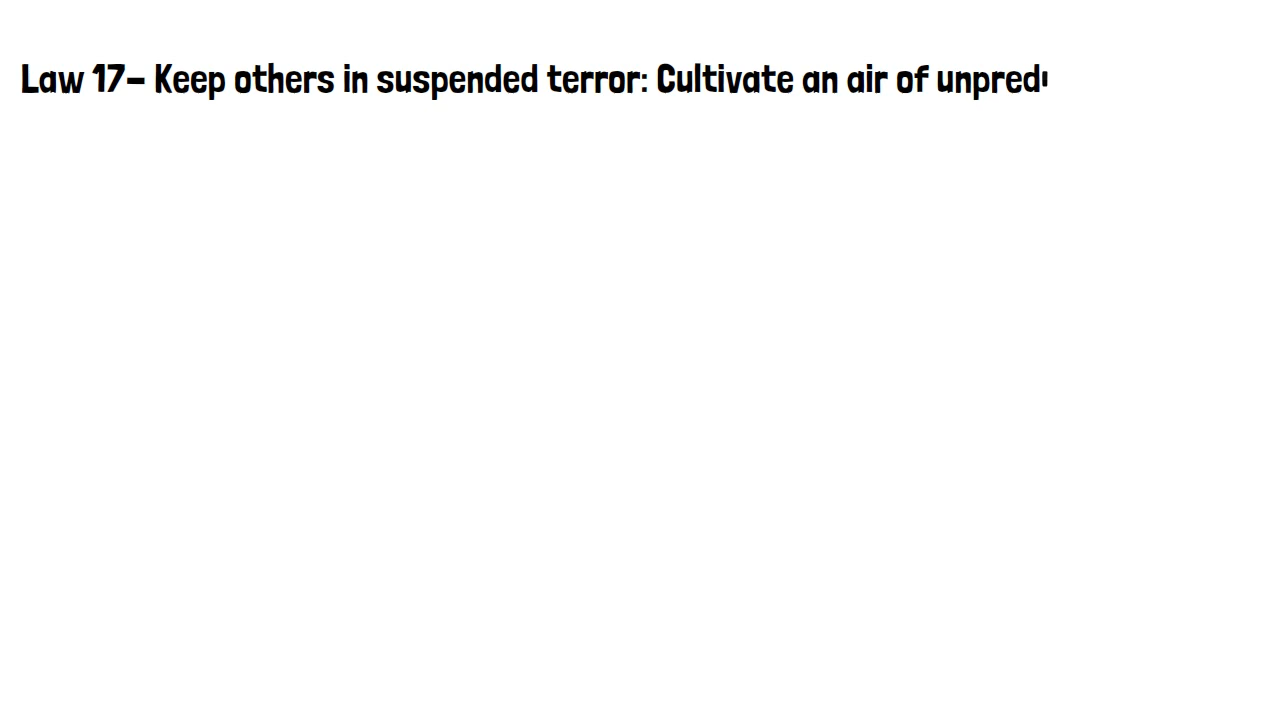 Law 17- Keep others in suspended terror: Cultivate an air of unpred